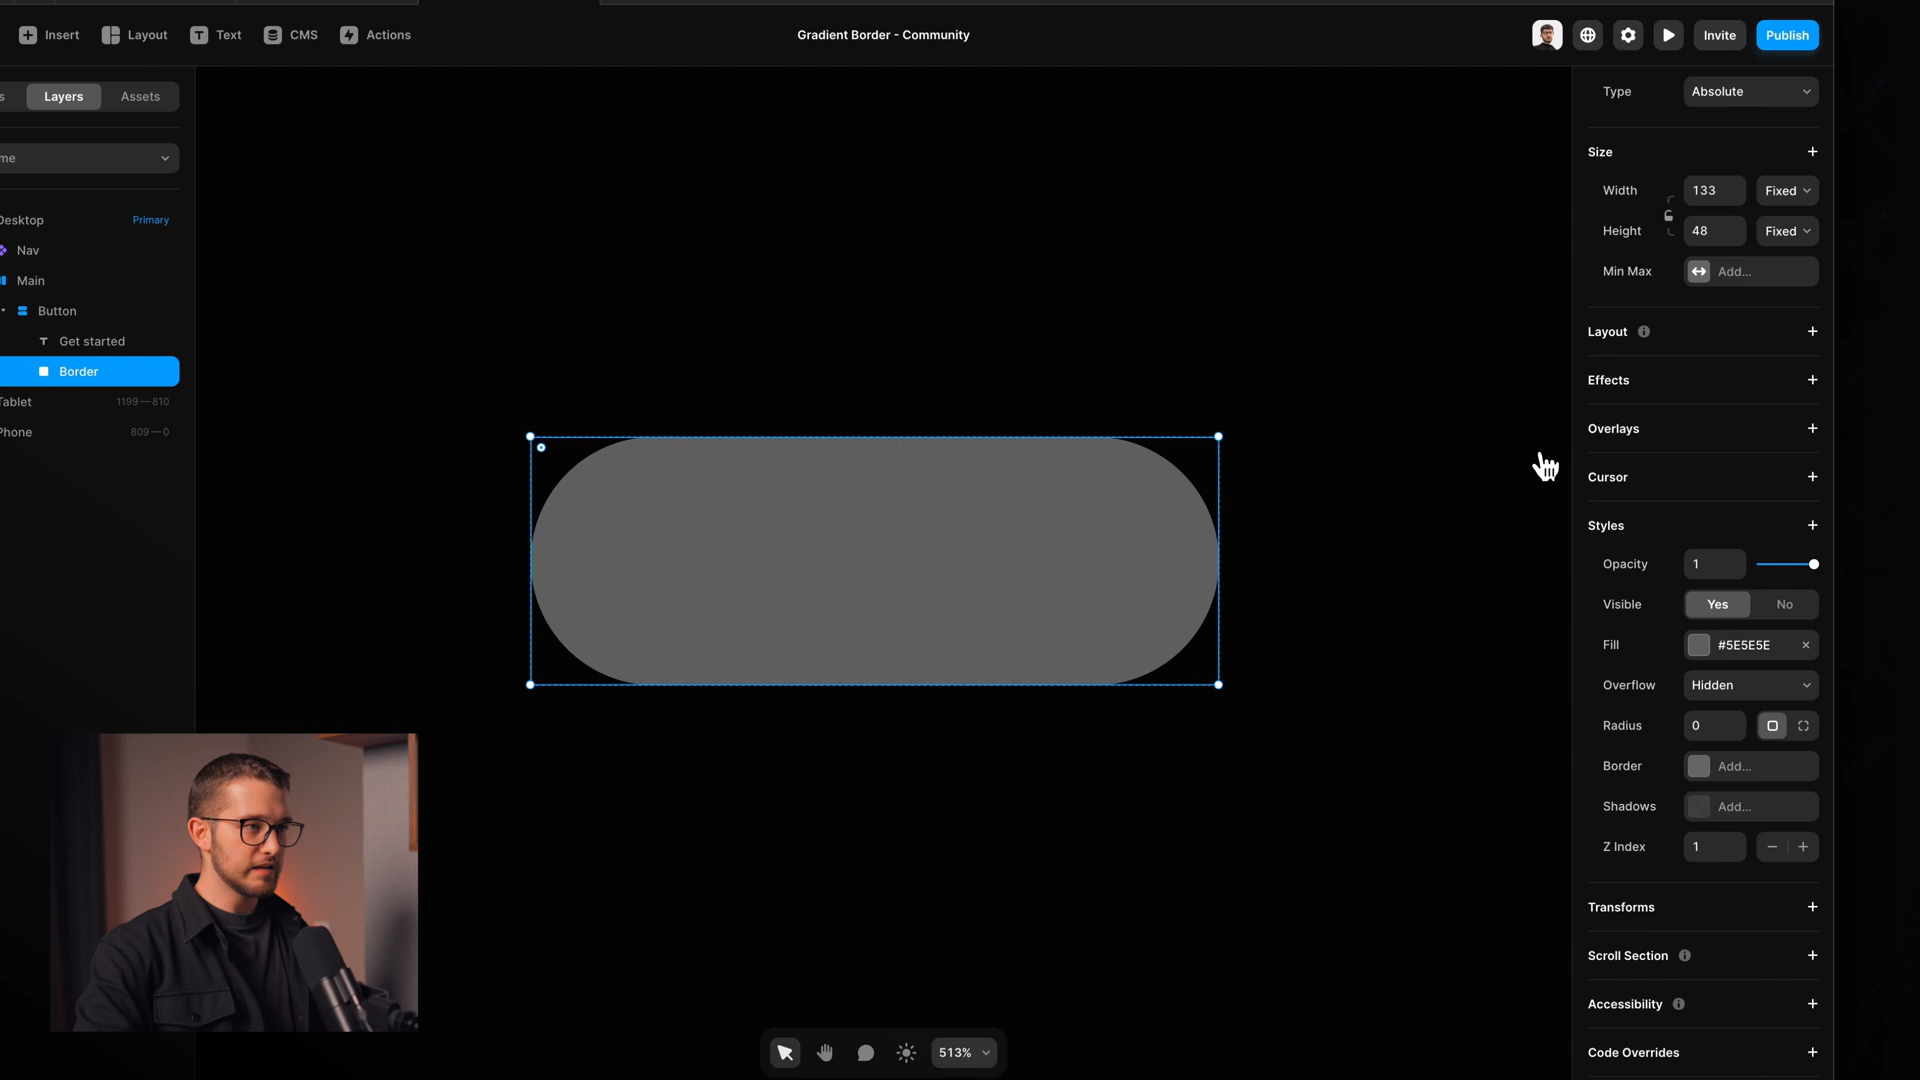 Insert Layout Text CMS Actions
Gradient Border - Community
Invite Publish
s Layers Assets
me
Desktop Primary
Nav
Main
Button
Get started
Border
Tablet 1199—810
Phone 809—0
Type Absolute
Size
Width 133 Fixed
Height 48 Fixed
Min Max Add...
Layout
Effects
Overlays
Cursor
Styles
Opacity 1
Visible Yes No
Fill #5E5E5E
Overflow Hidden
Radius 0
Border Add...
Shadows Add...
Z Index 1
Transforms
Scroll Section
Accessibility
Code Overrides
513%